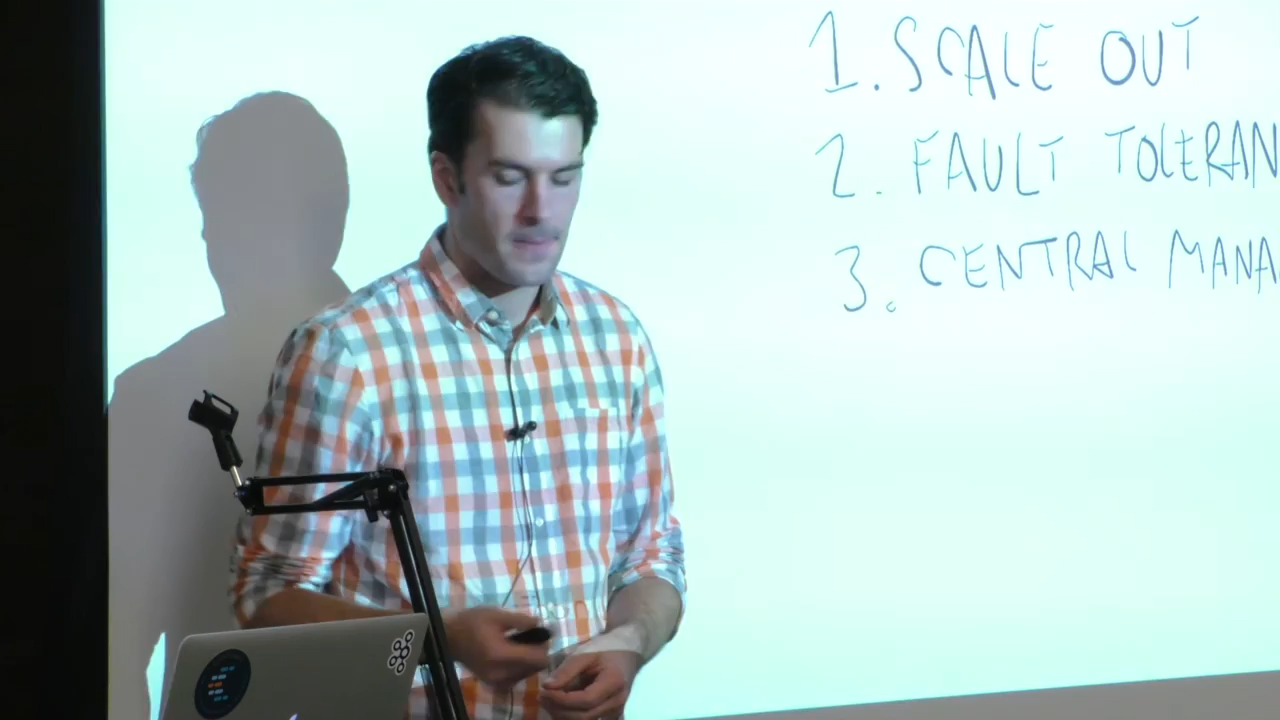 1. SCALE OUT
2. FAULT TOLERAN
3. CENTRAL MANA